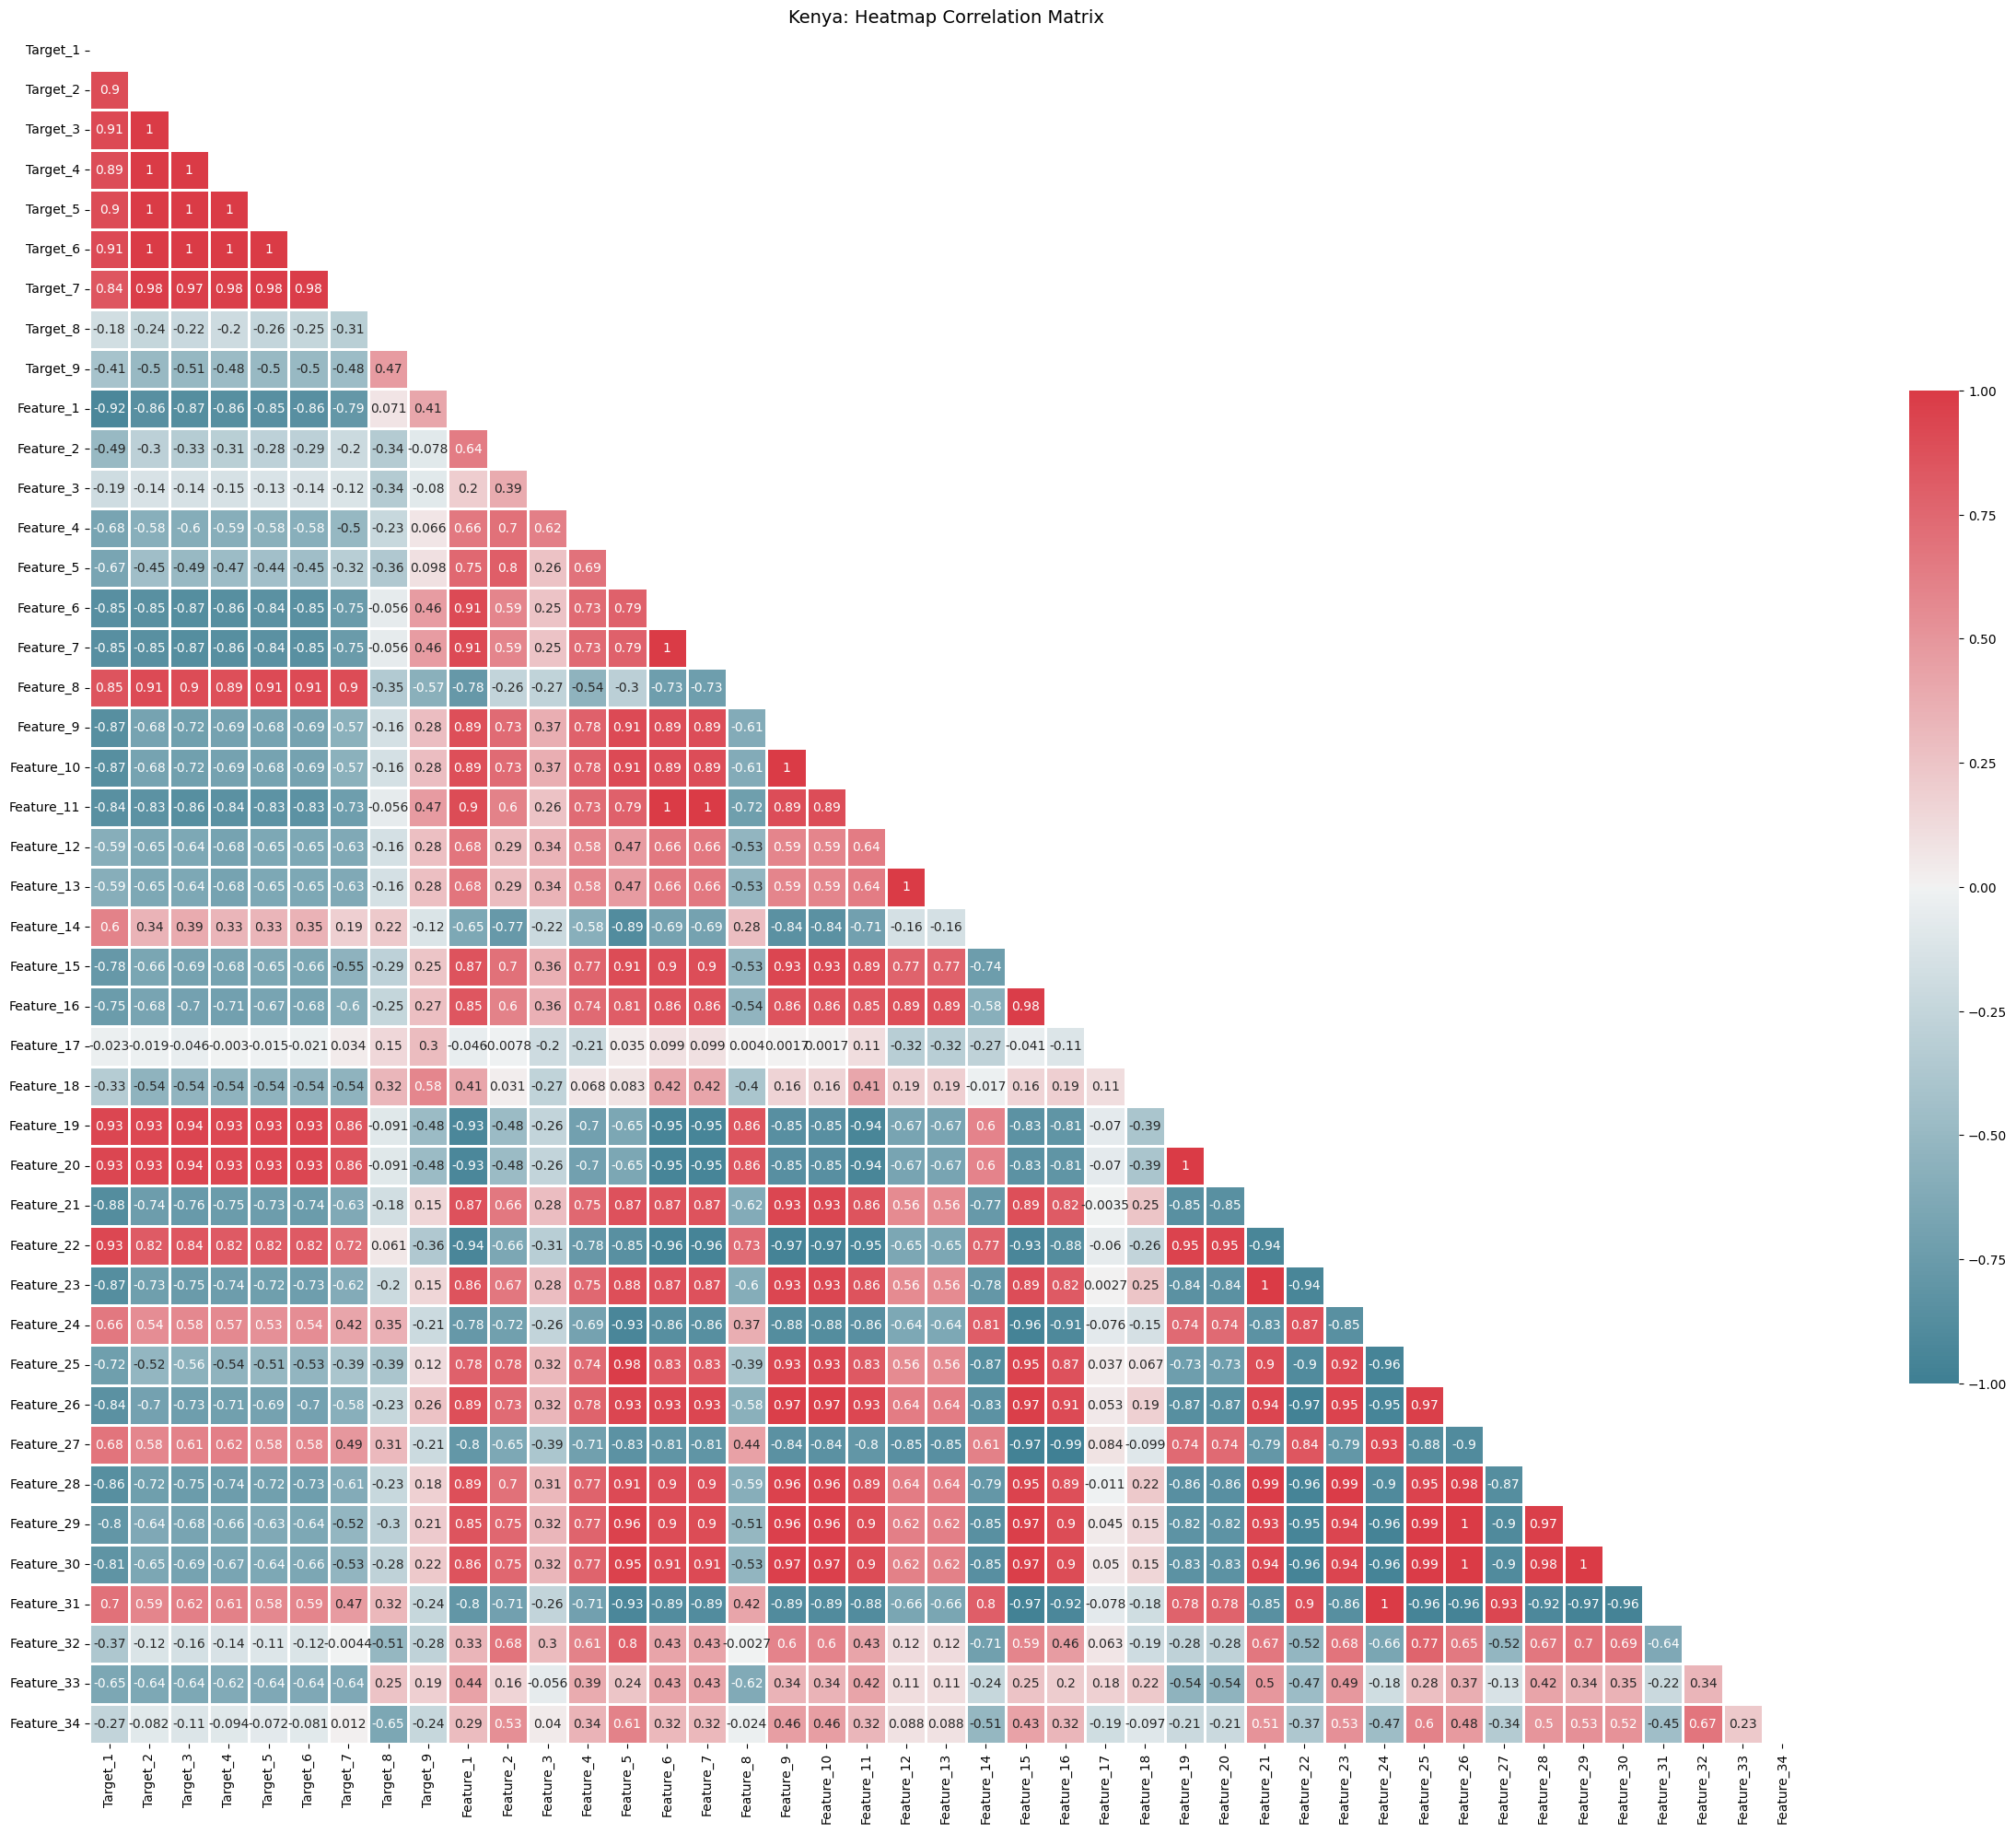 Kenya: Heatmap Correlation Matrix
Target_1
Target_2 0.9
Target_3 0.91 1
Target_4 0.89 1 1
Target_5 0.9 1 1 1
Target_6 0.91 1 1 1 1
Target_7 0.84 0.98 0.97 0.98 0.98 0.98
Target_8 -0.18 -0.24 -0.22 -0.2 -0.26 -0.25 -0.31
Target_9 -0.41 -0.5 -0.51 -0.48 -0.5 -0.5 -0.48 0.47
Feature_1 -0.92 -0.86 -0.87 -0.86 -0.85 -0.86 -0.79 0.071 0.41
Feature_2 -0.49 -0.3 -0.33 -0.31 -0.28 -0.29 -0.2 -0.34 -0.078 0.64
Feature_3 -0.19 -0.14 -0.14 -0.15 -0.13 -0.14 -0.12 -0.34 -0.08 0.2 0.39
Feature_4 -0.68 -0.58 -0.6 -0.59 -0.58 -0.58 -0.5 -0.23 0.066 0.66 0.7 0.62
Feature_5 -0.67 -0.45 -0.49 -0.47 -0.44 -0.45 -0.32 -0.36 0.098 0.75 0.8 0.26 0.69
Feature_6 -0.85 -0.85 -0.87 -0.86 -0.84 -0.85 -0.75 -0.056 0.46 0.91 0.59 0.25 0.73 0.79
Feature_7 -0.85 -0.85 -0.87 -0.86 -0.84 -0.85 -0.75 -0.056 0.46 0.91 0.59 0.25 0.73 0.79 1
Feature_8 0.85 0.91 0.9 0.89 0.91 0.91 0.9 -0.35 -0.57 -0.78 -0.26 -0.27 -0.54 -0.3 -0.73 -0.73
Feature_9 -0.87 -0.68 -0.72 -0.69 -0.68 -0.69 -0.57 -0.16 0.28 0.89 0.73 0.37 0.78 0.91 0.89 0.89 -0.61
Feature_10 -0.87 -0.68 -0.72 -0.69 -0.68 -0.69 -0.57 -0.16 0.28 0.89 0.73 0.37 0.78 0.91 0.89 0.89 -0.61 1
Feature_11 -0.84 -0.83 -0.86 -0.84 -0.83 -0.83 -0.73 -0.056 0.47 0.9 0.6 0.26 0.73 0.79 1 1 -0.72 0.89 0.89
Feature_12 -0.59 -0.65 -0.64 -0.68 -0.65 -0.65 -0.63 -0.16 0.28 0.68 0.29 0.34 0.58 0.47 0.66 0.66 -0.53 0.59 0.59 0.64
Feature_13 -0.59 -0.65 -0.64 -0.68 -0.65 -0.65 -0.63 -0.16 0.28 0.68 0.29 0.34 0.58 0.47 0.66 0.66 -0.53 0.59 0.59 0.64 1
Feature_14 0.6 0.34 0.39 0.33 0.33 0.35 0.19 0.22 -0.12 -0.65 -0.77 -0.22 -0.58 -0.89 -0.69 -0.69 0.28 -0.84 -0.84 -0.71 -0.16 -0.16
Feature_15 -0.78 -0.66 -0.69 -0.68 -0.65 -0.66 -0.55 -0.29 0.25 0.87 0.7 0.36 0.77 0.91 0.9 0.9 -0.53 0.93 0.93 0.89 0.77 0.77 -0.74
Feature_16 -0.75 -0.68 -0.7 -0.71 -0.67 -0.68 -0.6 -0.25 0.27 0.85 0.6 0.36 0.74 0.81 0.86 0.86 -0.54 0.86 0.86 0.85 0.89 0.89 -0.58 0.98
Feature_17 -0.023 -0.019 -0.046 -0.003 -0.015 -0.021 0.034 0.15 0.3 -0.046 0.0078 -0.2 -0.21 0.035 0.099 0.099 0.004 0.0017 0.0017 0.11 -0.32 -0.32 -0.27 -0.041 -0.11
Feature_18 -0.33 -0.54 -0.54 -0.54 -0.54 -0.54 -0.54 0.32 0.58 0.41 0.031 -0.27 0.068 0.083 0.42 0.42 -0.4 0.16 0.16 0.41 0.19 0.19 -0.017 0.16 0.19 0.11
Feature_19 0.93 0.93 0.94 0.93 0.93 0.93 0.86 -0.091 -0.48 -0.93 -0.48 -0.26 -0.7 -0.65 -0.95 -0.95 0.86 -0.85 -0.85 -0.94 -0.67 -0.67 0.6 -0.83 -0.81 -0.07 -0.39
Feature_20 0.93 0.93 0.94 0.93 0.93 0.93 0.86 -0.091 -0.48 -0.93 -0.48 -0.26 -0.7 -0.65 -0.95 -0.95 0.86 -0.85 -0.85 -0.94 -0.67 -0.67 0.6 -0.83 -0.81 -0.07 -0.39 1
Feature_21 -0.88 -0.74 -0.76 -0.75 -0.73 -0.74 -0.63 -0.18 0.15 0.87 0.66 0.28 0.75 0.87 0.87 0.87 -0.62 0.93 0.93 0.86 0.56 0.56 -0.77 0.89 0.82 -0.0035 0.25 -0.85 -0.85
Feature_22 0.93 0.82 0.84 0.82 0.82 0.82 0.72 0.061 -0.36 -0.94 -0.66 -0.31 -0.78 -0.85 -0.96 -0.96 0.73 -0.97 -0.97 -0.95 -0.65 -0.65 0.77 -0.93 -0.88 -0.06 -0.26 0.95 0.95 -0.94
Feature_23 -0.87 -0.73 -0.75 -0.74 -0.72 -0.73 -0.62 -0.2 0.15 0.86 0.67 0.28 0.75 0.88 0.87 0.87 -0.6 0.93 0.93 0.86 0.56 0.56 -0.78 0.89 0.82 0.0027 0.25 -0.84 -0.84 1 -0.94
Feature_24 0.66 0.54 0.58 0.57 0.53 0.54 0.42 0.35 -0.21 -0.78 -0.72 -0.26 -0.69 -0.93 -0.86 -0.86 0.37 -0.88 -0.88 -0.86 -0.64 -0.64 0.81 -0.96 -0.91 -0.076 -0.15 0.74 0.74 -0.83 0.87 -0.85
Feature_25 -0.72 -0.52 -0.56 -0.54 -0.51 -0.53 -0.39 -0.39 0.12 0.78 0.78 0.32 0.74 0.98 0.83 0.83 -0.39 0.93 0.93 0.83 0.56 0.56 -0.87 0.95 0.87 0.037 0.067 -0.73 -0.73 0.9 -0.9 0.92 -0.96
Feature_26 -0.84 -0.7 -0.73 -0.71 -0.69 -0.7 -0.58 -0.23 0.26 0.89 0.73 0.32 0.78 0.93 0.93 0.93 -0.58 0.97 0.97 0.93 0.64 0.64 -0.83 0.97 0.91 0.053 0.19 -0.87 -0.87 0.94 -0.97 0.95 -0.95 0.97
Feature_27 0.68 0.58 0.61 0.62 0.58 0.58 0.49 0.31 -0.21 -0.8 -0.65 -0.39 -0.71 -0.83 -0.81 -0.81 0.44 -0.84 -0.84 -0.8 -0.85 -0.85 0.61 -0.97 -0.99 0.084 -0.099 0.74 0.74 -0.79 0.84 -0.79 0.93 -0.88 -0.9
Feature_28 -0.86 -0.72 -0.75 -0.74 -0.72 -0.73 -0.61 -0.23 0.18 0.89 0.7 0.31 0.77 0.91 0.9 0.9 -0.59 0.96 0.96 0.89 0.64 0.64 -0.79 0.95 0.89 -0.011 0.22 -0.86 -0.86 0.99 -0.96 0.99 -0.9 0.95 0.98 -0.87
Feature_29 -0.8 -0.64 -0.68 -0.66 -0.63 -0.64 -0.52 -0.3 0.21 0.85 0.75 0.32 0.77 0.96 0.9 0.9 -0.51 0.96 0.96 0.9 0.62 0.62 -0.85 0.97 0.9 0.045 0.15 -0.82 -0.82 0.93 -0.95 0.94 -0.96 0.99 1 -0.9 0.97
Feature_30 -0.81 -0.65 -0.69 -0.67 -0.64 -0.66 -0.53 -0.28 0.22 0.86 0.75 0.32 0.77 0.95 0.91 0.91 -0.53 0.97 0.97 0.9 0.62 0.62 -0.85 0.97 0.9 0.05 0.15 -0.83 -0.83 0.94 -0.96 0.94 -0.96 0.99 1 -0.9 0.98 1
Feature_31 0.7 0.59 0.62 0.61 0.58 0.59 0.47 0.32 -0.24 -0.8 -0.71 -0.26 -0.71 -0.93 -0.89 -0.89 0.42 -0.89 -0.89 -0.88 -0.66 -0.66 0.8 -0.97 -0.92 -0.078 -0.18 0.78 0.78 -0.85 0.9 -0.86 1 -0.96 -0.96 0.93 -0.92 -0.97 -0.96
Feature_32 -0.37 -0.12 -0.16 -0.14 -0.11 -0.12 -0.0044 -0.51 -0.28 0.33 0.68 0.3 0.61 0.8 0.43 0.43 -0.0027 0.6 0.6 0.43 0.12 0.12 -0.71 0.59 0.46 0.063 -0.19 -0.28 -0.28 0.67 -0.52 0.68 -0.66 0.77 0.65 -0.52 0.67 0.7 0.69 -0.64
Feature_33 -0.65 -0.64 -0.64 -0.62 -0.64 -0.64 -0.64 0.25 0.19 0.44 0.16 -0.056 0.39 0.24 0.43 0.43 -0.62 0.34 0.34 0.42 0.11 0.11 -0.24 0.25 0.2 0.18 0.22 -0.54 -0.54 0.5 -0.47 0.49 -0.18 0.28 0.37 -0.13 0.42 0.34 0.35 -0.22 0.34
Feature_34 -0.27 -0.082 -0.11 -0.094 -0.072 -0.081 0.012 -0.65 -0.24 0.29 0.53 0.04 0.34 0.61 0.32 0.32 -0.024 0.46 0.46 0.32 0.088 0.088 -0.51 0.43 0.32 -0.19 -0.097 -0.21 -0.21 0.51 -0.37 0.53 -0.47 0.6 0.48 -0.34 0.5 0.53 0.52 -0.45 0.67 0.23
Target_1 Target_2 Target_3 Target_4 Target_5 Target_6 Target_7 Target_8 Target_9 Feature_1 Feature_2 Feature_3 Feature_4 Feature_5 Feature_6 Feature_7 Feature_8 Feature_9 Feature_10 Feature_11 Feature_12 Feature_13 Feature_14 Feature_15 Feature_16 Feature_17 Feature_18 Feature_19 Feature_20 Feature_21 Feature_22 Feature_23 Feature_24 Feature_25 Feature_26 Feature_27 Feature_28 Feature_29 Feature_30 Feature_31 Feature_32 Feature_33 Feature_34
1.00
0.75
0.50
0.25
0.00
−0.25
−0.50
−0.75
−1.00